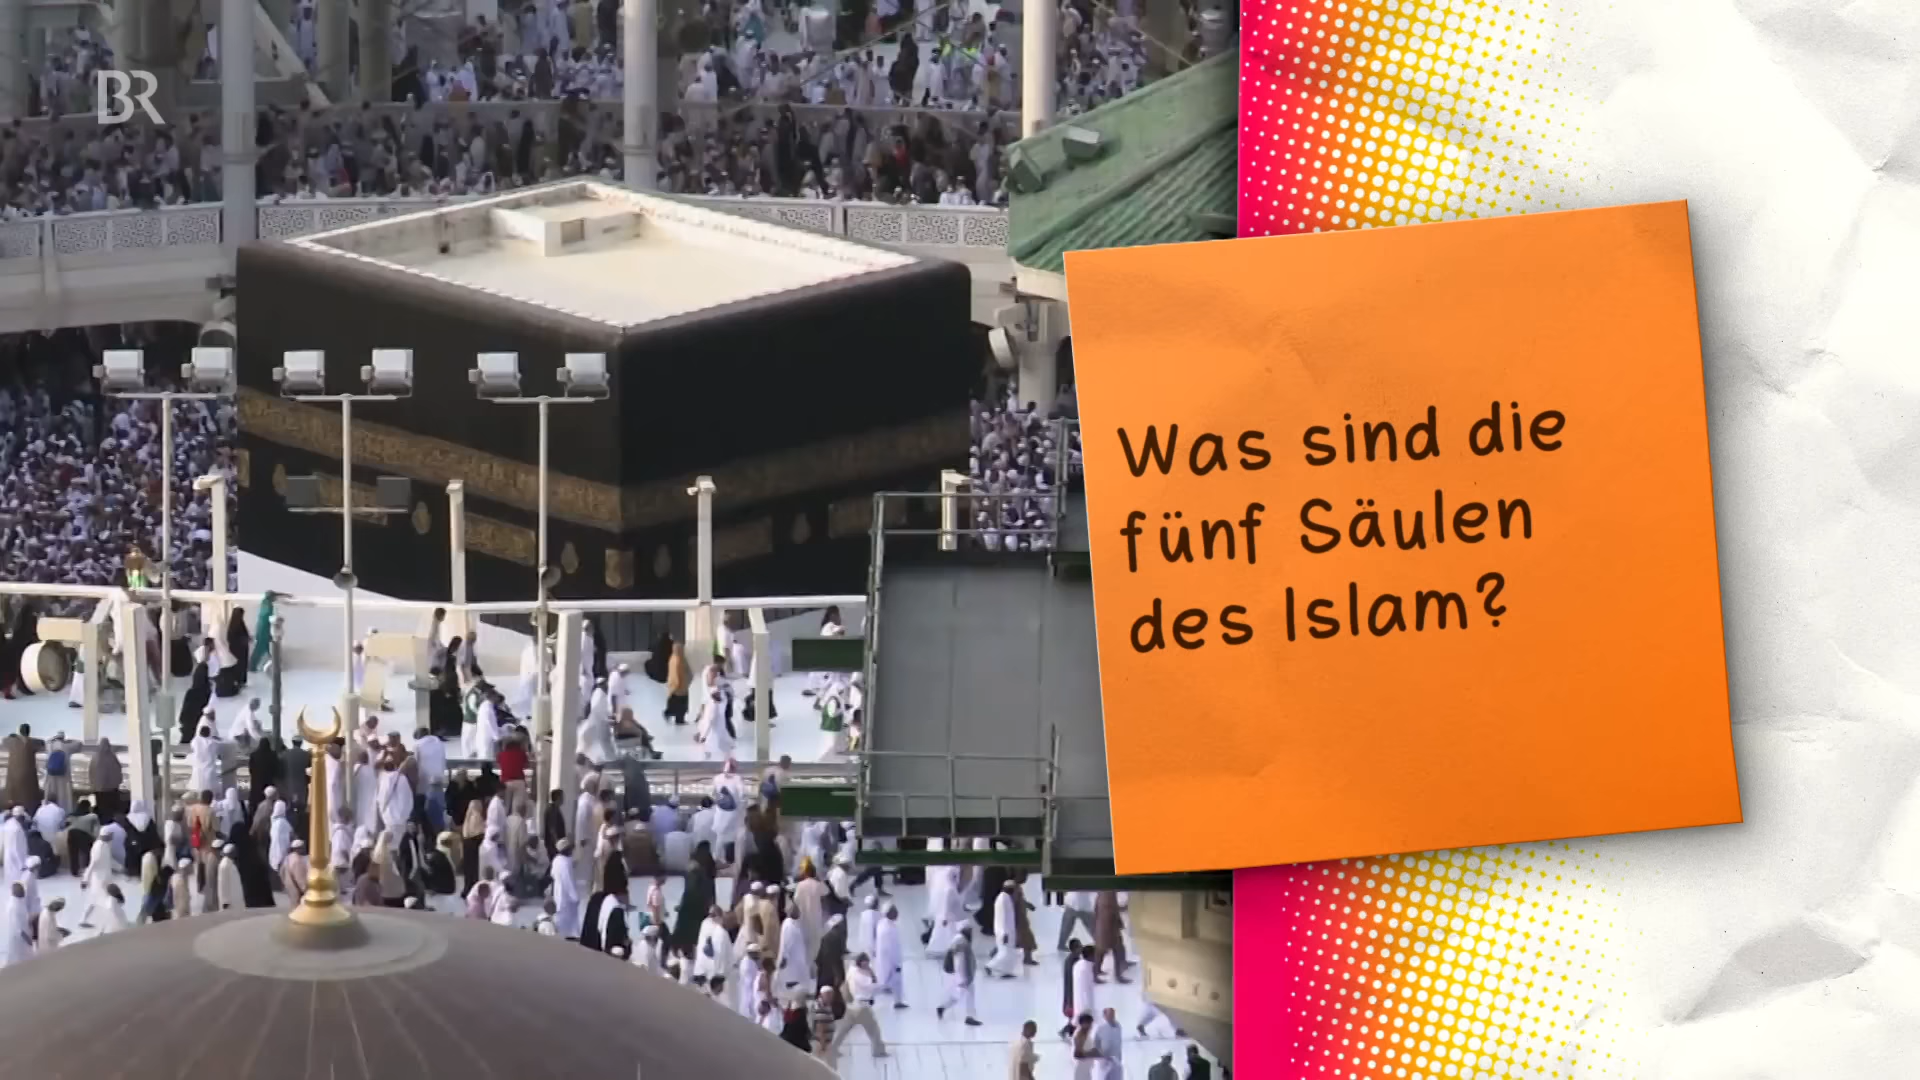 BR
Was sind die
fünf Säulen
des Islam?